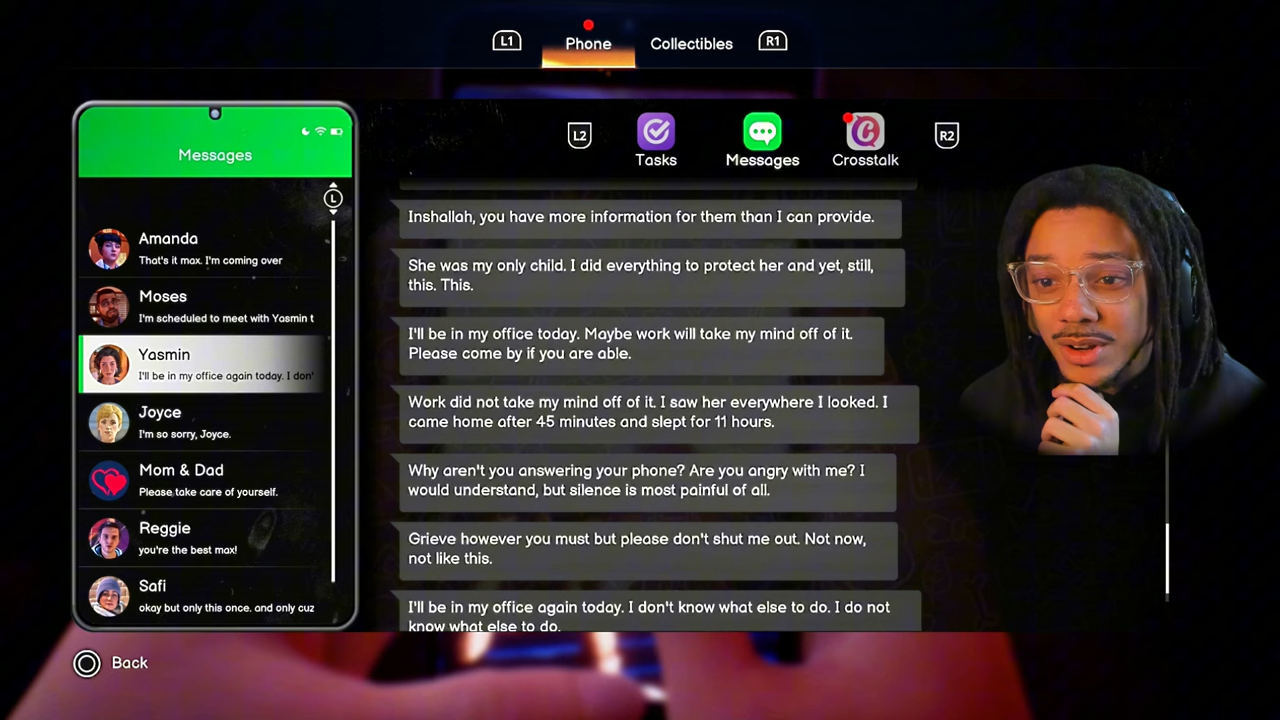 L1
Phone
Collectibles
R1
Messages
L
Amanda
That's it max. I'm coming over
Moses
I'm scheduled to meet with Yasmin t
Yasmin
I'll be in my office again today. I don'
Joyce
I'm so sorry, Joyce.
Mom & Dad
Please take care of yourself.
Reggie
you're the best max!
Safi
okay but only this once. and only cuz
L2
Tasks
Messages
Crosstalk
R2
Inshallah, you have more information for them than I can provide.
She was my only child. I did everything to protect her and yet, still,
this. This.
I'll be in my office today. Maybe work will take my mind off of it.
Please come by if you are able.
Work did not take my mind off of it. I saw her everywhere I looked. I
came home after 45 minutes and slept for 11 hours.
Why aren't you answering your phone? Are you angry with me? I
would understand, but silence is most painful of all.
Grieve however you must but please don't shut me out. Not now,
not like this.
I'll be in my office again today. I don't know what else to do. I do not
know what else to do.
Back